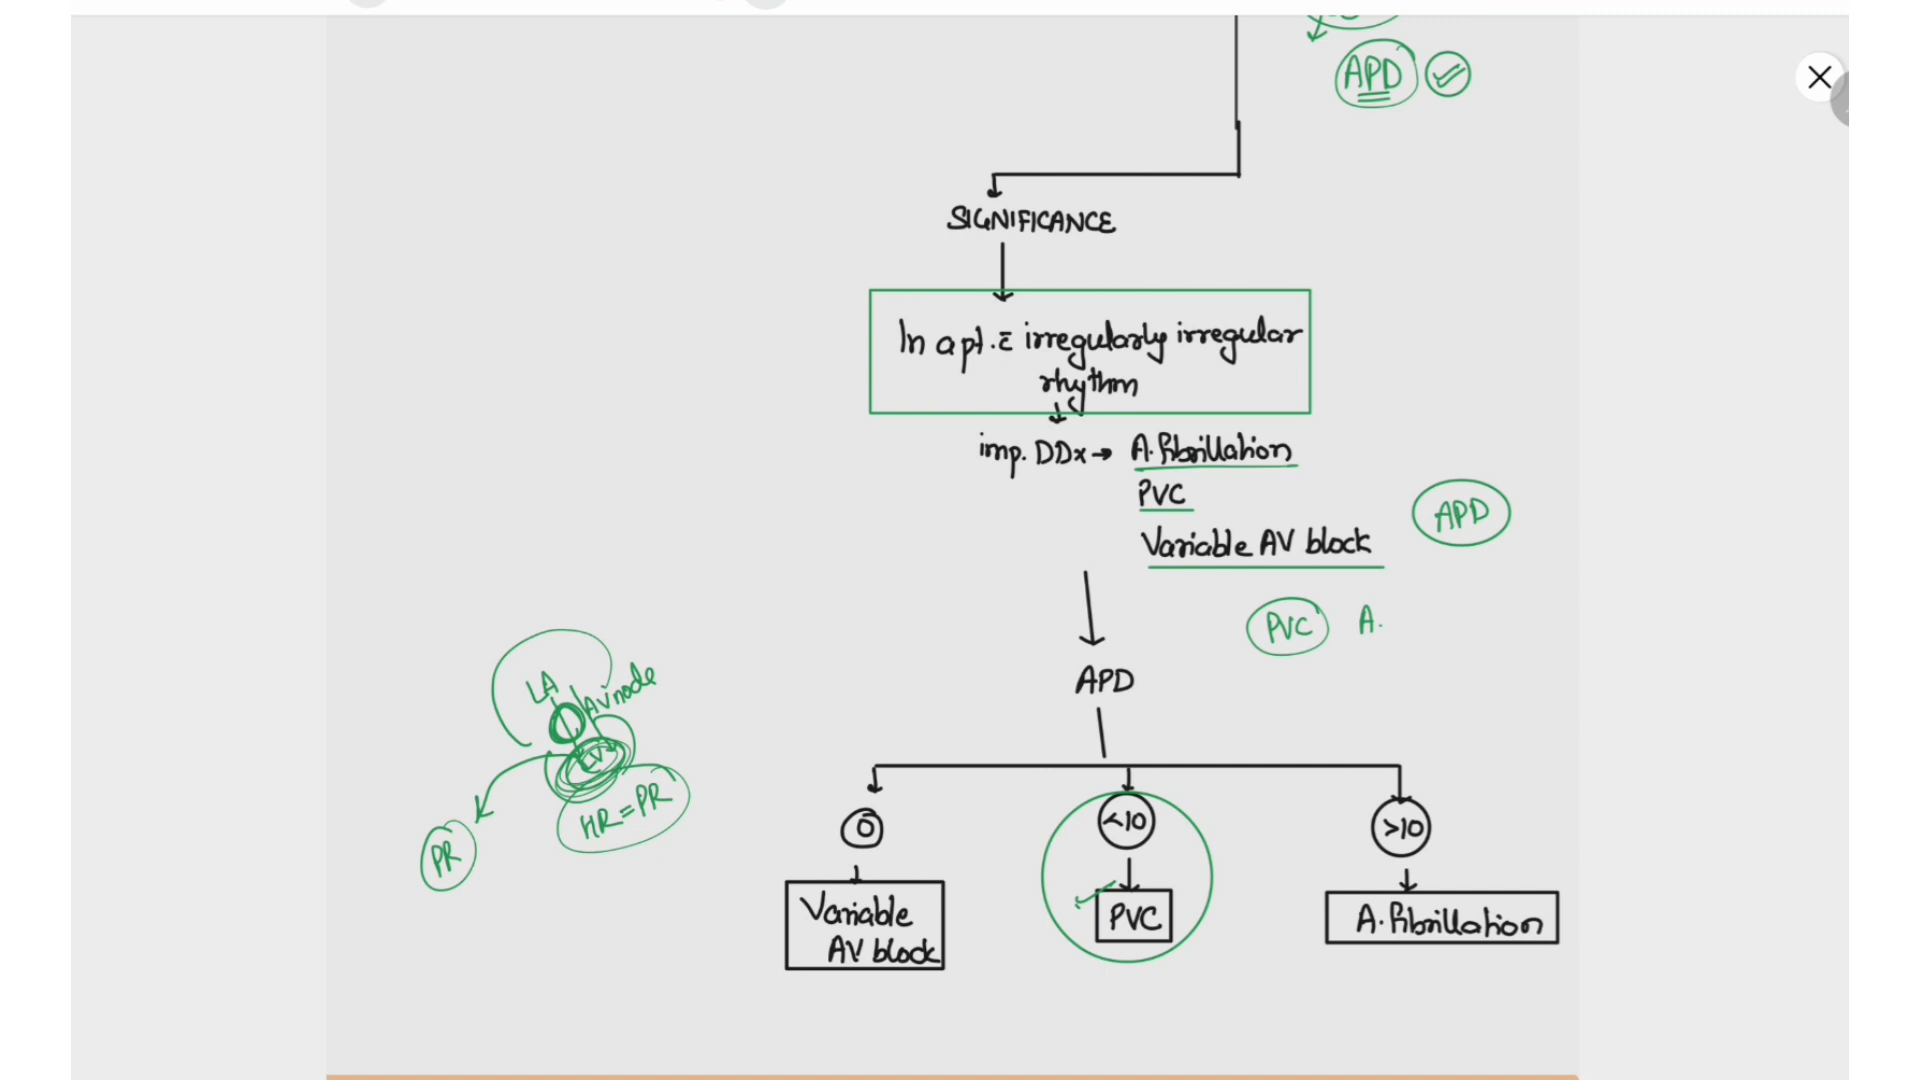 APD
SIGNIFICANCE
In a pt. c̄ irregularly irregular
rhythm
imp. DDx → A. fibrillation
PVC
Variable AV block
APD
PVC A.
APD
LA
AV node
LV
HR = PR
PR
0
<10
>10
Variable
AV block
PVC
A. fibrillation